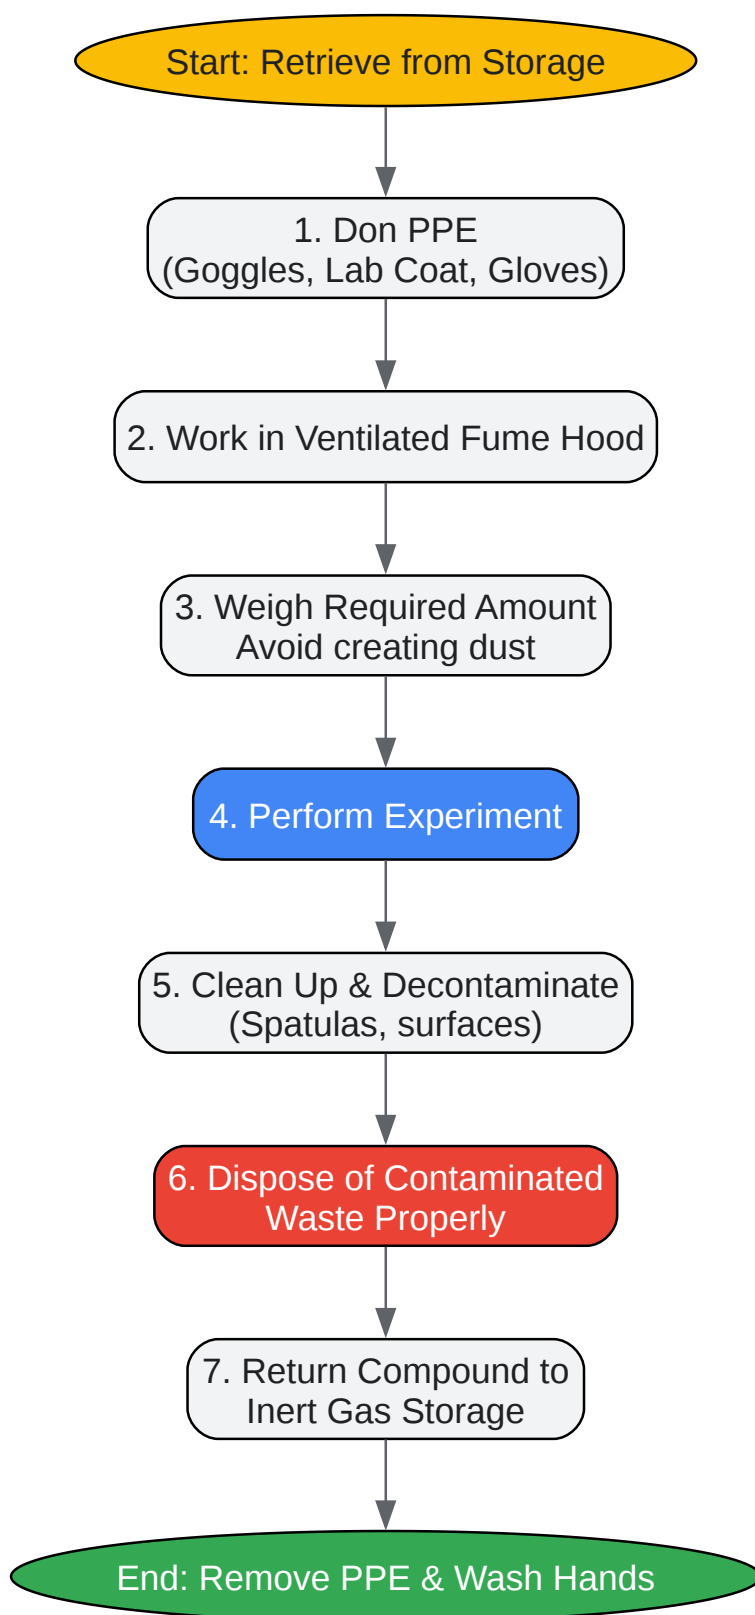 Start: Retrieve from Storage
1. Don PPE
(Goggles, Lab Coat, Gloves)
2. Work in Ventilated Fume Hood
3. Weigh Required Amount
Avoid creating dust
4. Perform Experiment
5. Clean Up & Decontaminate
(Spatulas, surfaces)
6. Dispose of Contaminated
Waste Properly
7. Return Compound to
Inert Gas Storage
End: Remove PPE & Wash Hands